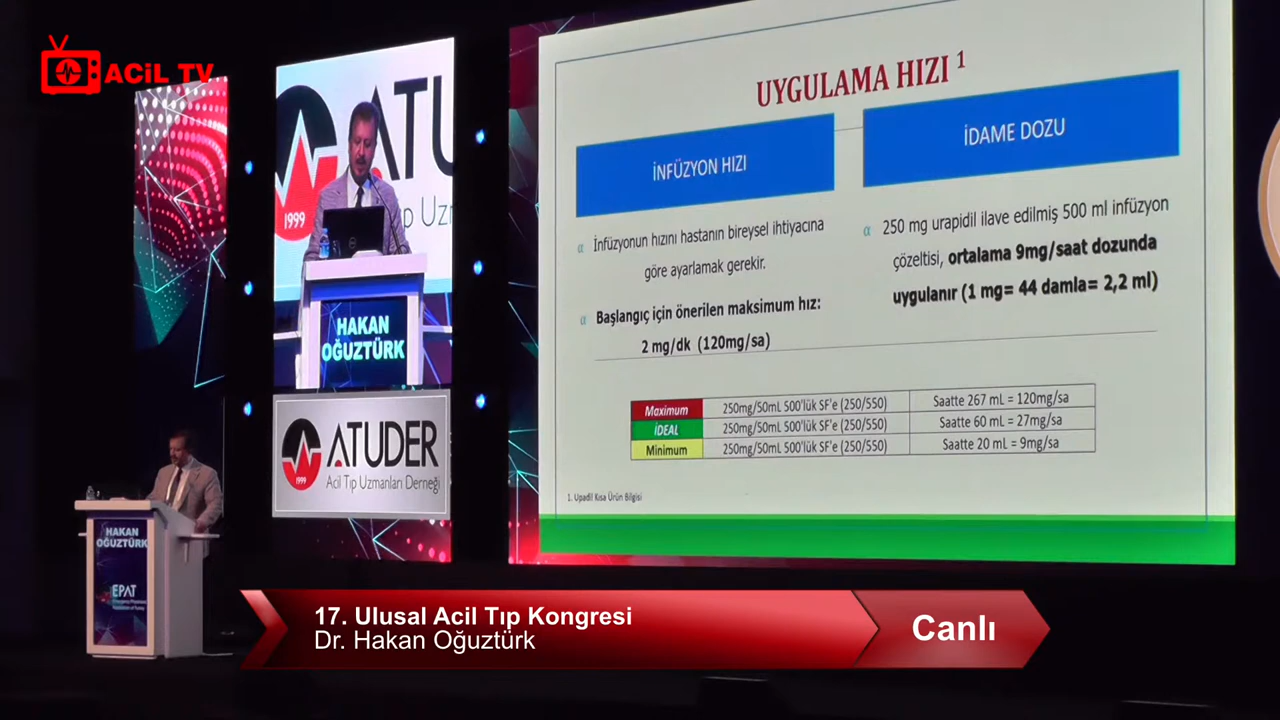 ACİL TV
ATU
1999
ıp Uz
HAKAN
OĞUZTÜRK
ATUDER
1999
Acil Tıp Uzmanları Derneği
HAKAN
OĞUZTÜRK
EPAT
UYGULAMA HIZI 1
İNFÜZYON HIZI
İnfüzyonun hızını hastanın bireysel ihtiyacına
göre ayarlamak gerekir.
Başlangıç için önerilen maksimum hız:
2 mg/dk (120mg/sa)
İDAME DOZU
250 mg urapidil ilave edilmiş 500 ml infüzyon
çözeltisi, ortalama 9mg/saat dozunda
uygulanır (1 mg= 44 damla= 2,2 ml)
Maximum 250mg/50mL 500'lük SF'e (250/550) Saatte 267 mL = 120mg/sa
İDEAL 250mg/50mL 500'lük SF'e (250/550) Saatte 60 mL = 27mg/sa
Minimum 250mg/50mL 500'lük SF'e (250/550) Saatte 20 mL = 9mg/sa
1. Upadil Kısa Ürün Bilgisi
17. Ulusal Acil Tıp Kongresi
Dr. Hakan Oğuztürk
Canlı